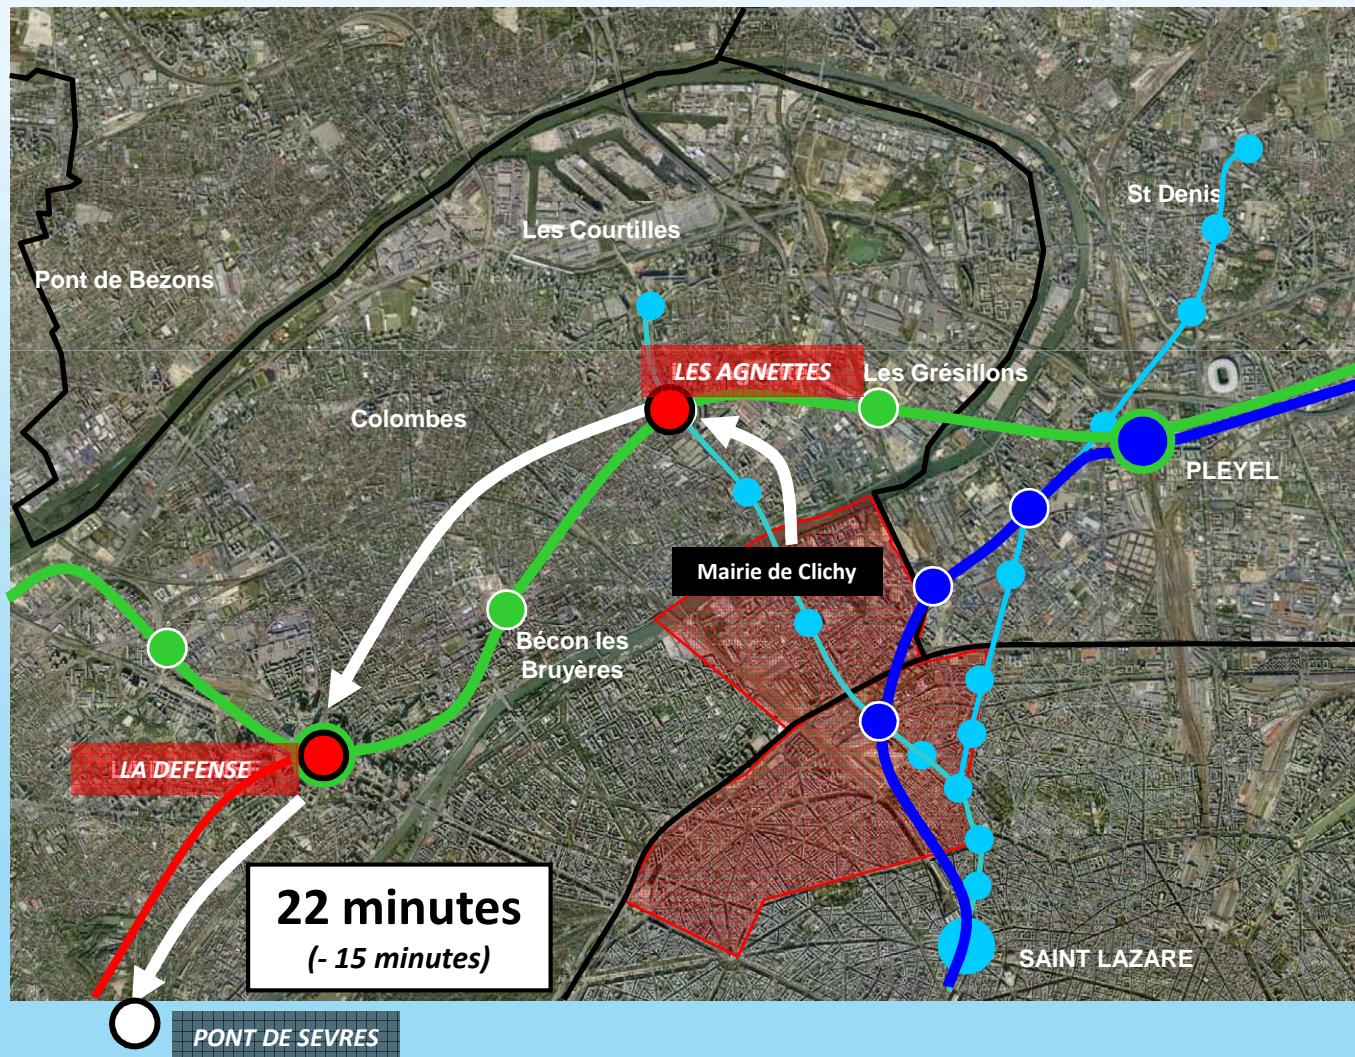 St Denis
Les Courtilles
Pont de Bezons
LES AGNETTES
Les Grésillons
Colombes
PLEYEL
Mairie de Clichy
Bécon les
Bruyères
LA DEFENSE
22 minutes
(- 15 minutes)
SAINT LAZARE
PONT DE SEVRES